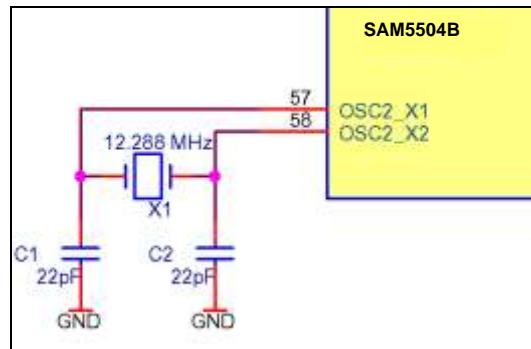 SAM5504B
57
OSC2_X1
58
OSC2_X2
12.288 MHz
X1
C1
C2
22pF
22pF
GND
GND